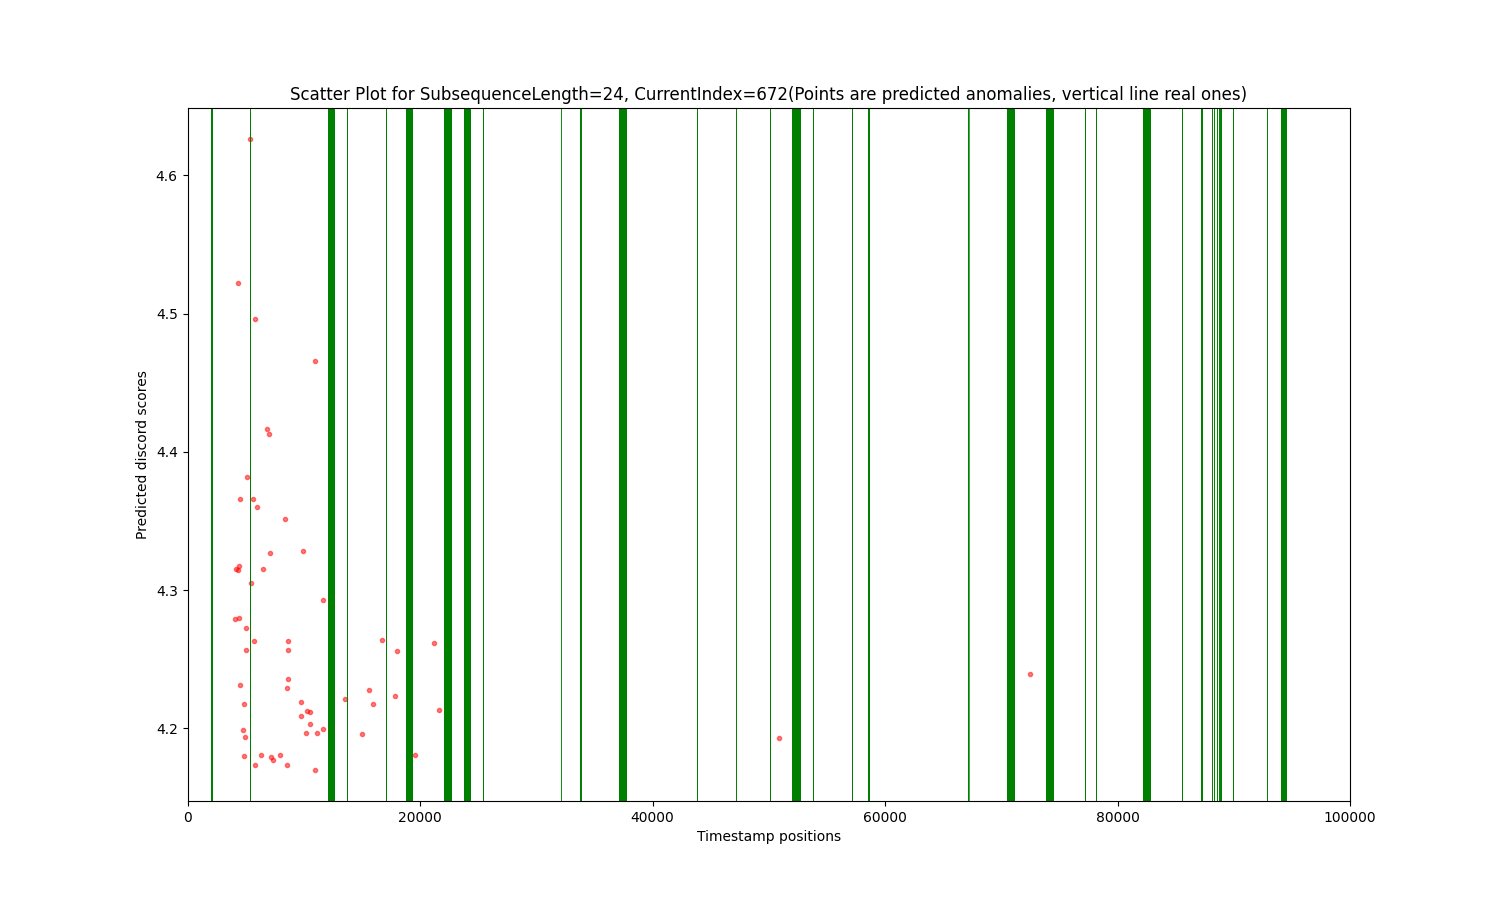 Scatter Plot for SubsequenceLength=24, CurrentIndex=672(Points are predicted anomalies, vertical line real ones)
Predicted discord scores
4.6
4.5
4.4
4.3
4.2
0 20000 40000 60000 80000 100000
Timestamp positions